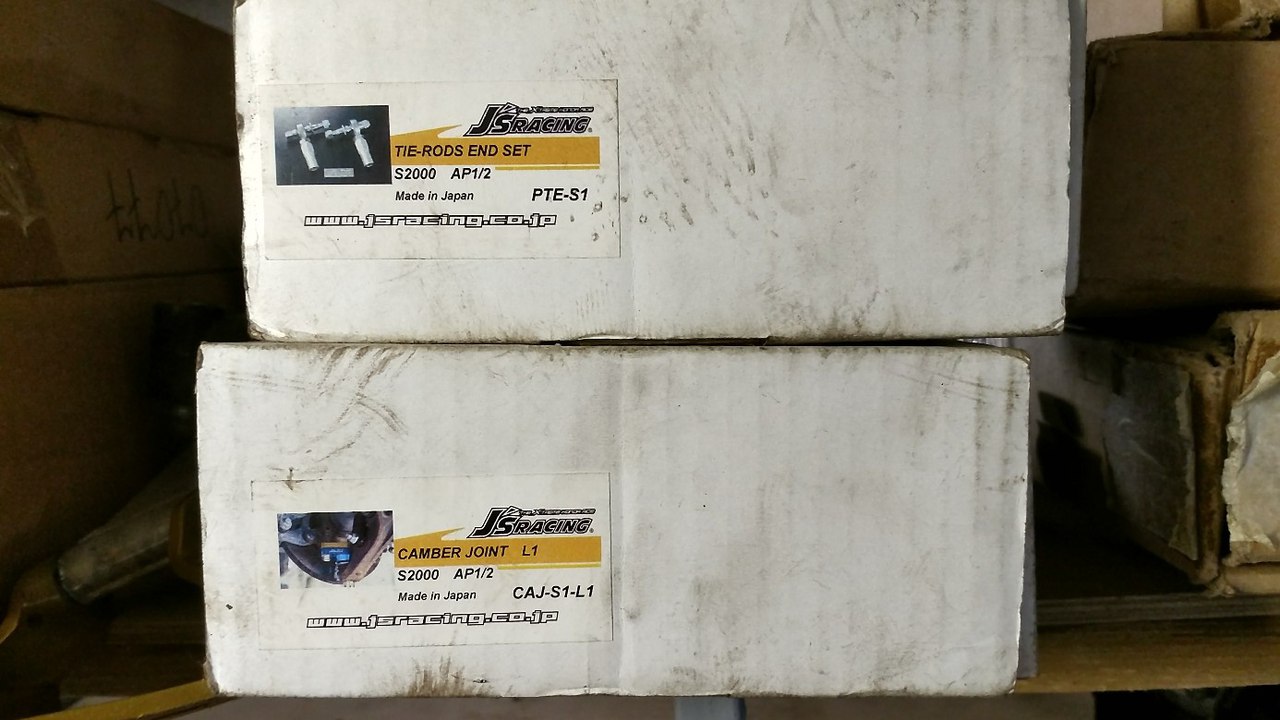 J'S RACING
TIE-RODS END SET
S2000 AP1/2
Made in Japan PTE-S1
www.jsracing.co.jp
J'S RACING
CAMBER JOINT L1
S2000 AP1/2
Made in Japan CAJ-S1-L1
www.jsracing.co.jp